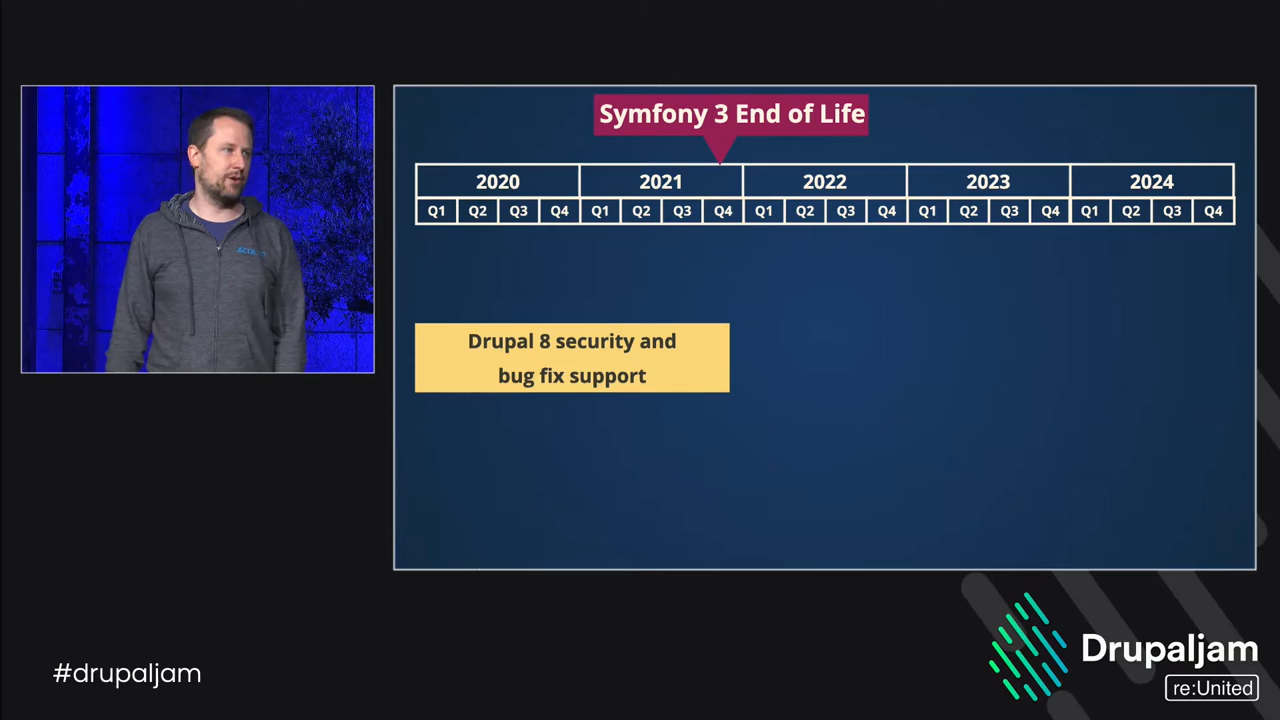 Symfony 3 End of Life
2020 2021 2022 2023 2024
Q1 Q2 Q3 Q4 Q1 Q2 Q3 Q4 Q1 Q2 Q3 Q4 Q1 Q2 Q3 Q4 Q1 Q2 Q3 Q4
Drupal 8 security and
bug fix support
#drupaljam
Drupaljam
re:United